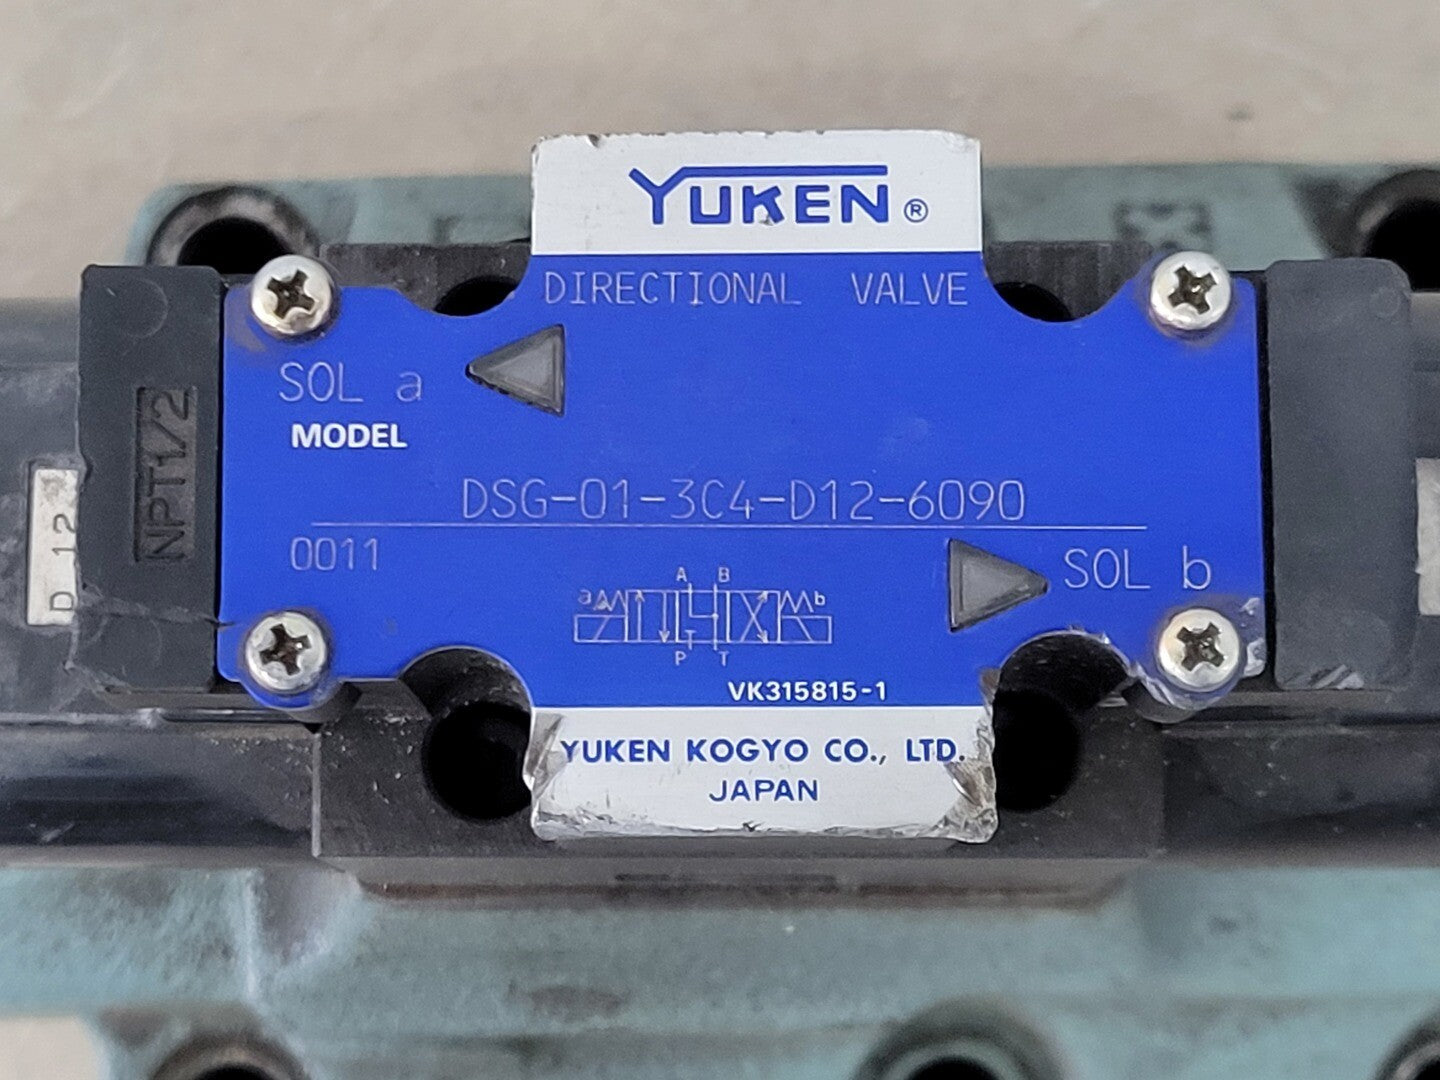 YUKEN®
DIRECTIONAL VALVE
SOL a
MODEL
NPT1/2
DSG-01-3C4-D12-6090
D 12
0011
SOL b
A B
a b
P T
VK315815-1
YUKEN KOGYO CO., LTD.
JAPAN